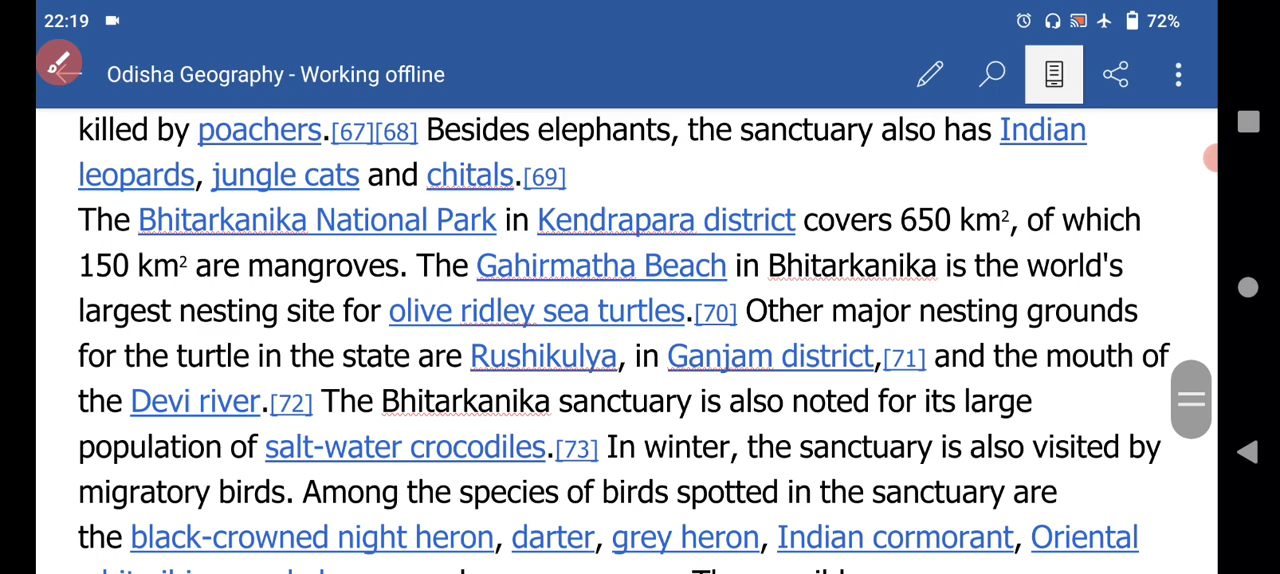 22:19 72%
Odisha Geography - Working offline
killed by poachers.[67][68] Besides elephants, the sanctuary also has Indian
leopards, jungle cats and chitals.[69]
The Bhitarkanika National Park in Kendrapara district covers 650 km², of which
150 km² are mangroves. The Gahirmatha Beach in Bhitarkanika is the world's
largest nesting site for olive ridley sea turtles.[70] Other major nesting grounds
for the turtle in the state are Rushikulya, in Ganjam district,[71] and the mouth of
the Devi river.[72] The Bhitarkanika sanctuary is also noted for its large
population of salt-water crocodiles.[73] In winter, the sanctuary is also visited by
migratory birds. Among the species of birds spotted in the sanctuary are
the black-crowned night heron, darter, grey heron, Indian cormorant, Oriental